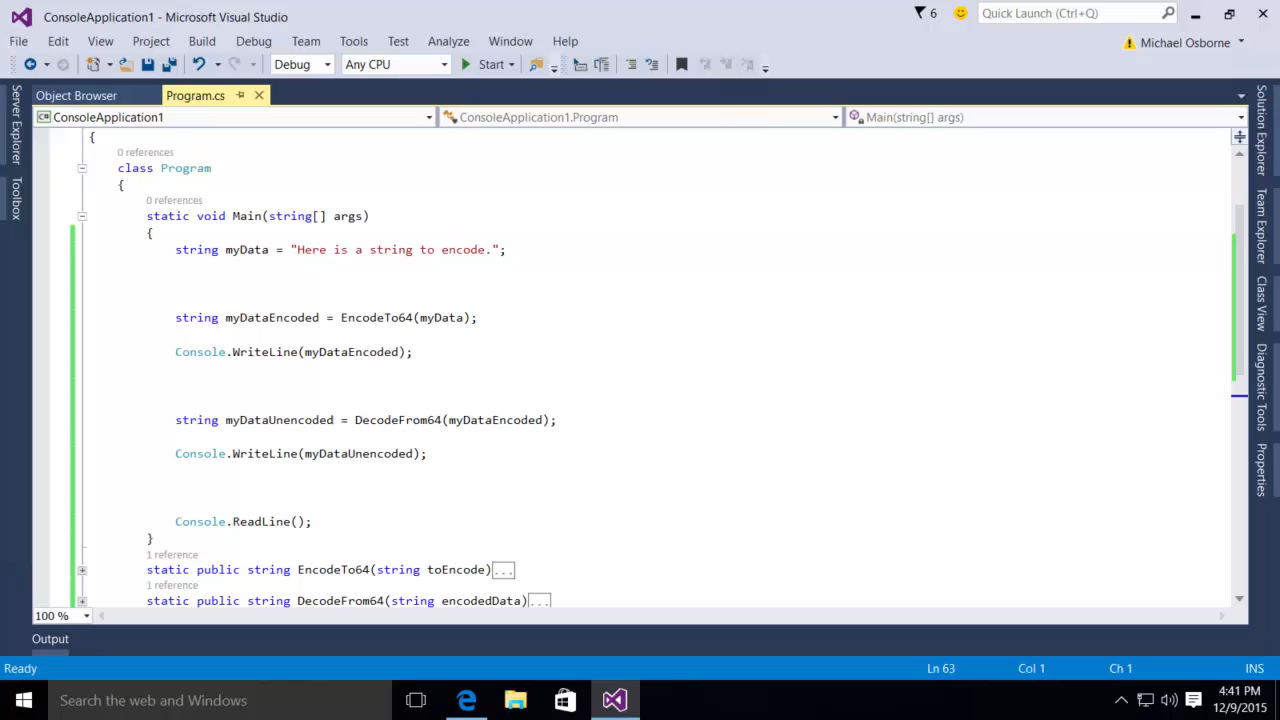 ConsoleApplication1 - Microsoft Visual Studio
6
Quick Launch (Ctrl+Q)
File Edit View Project Build Debug Team Tools Test Analyze Window Help
Michael Osborne
Debug Any CPU Start
Object Browser Program.cs
ConsoleApplication1 ConsoleApplication1.Program Main(string[] args)
{
0 references
class Program
{
0 references
static void Main(string[] args)
{
string myData = "Here is a string to encode.";
string myDataEncoded = EncodeTo64(myData);
Console.WriteLine(myDataEncoded);
string myDataUnencoded = DecodeFrom64(myDataEncoded);
Console.WriteLine(myDataUnencoded);
Console.ReadLine();
}
1 reference
static public string EncodeTo64(string toEncode)...
1 reference
static public string DecodeFrom64(string encodedData)...
100 %
Server Explorer
Toolbox
Solution Explorer
Team Explorer
Class View
Diagnostic Tools
Properties
Output
Ready Ln 63 Col 1 Ch 1 INS
Search the web and Windows
4:41 PM
12/9/2015